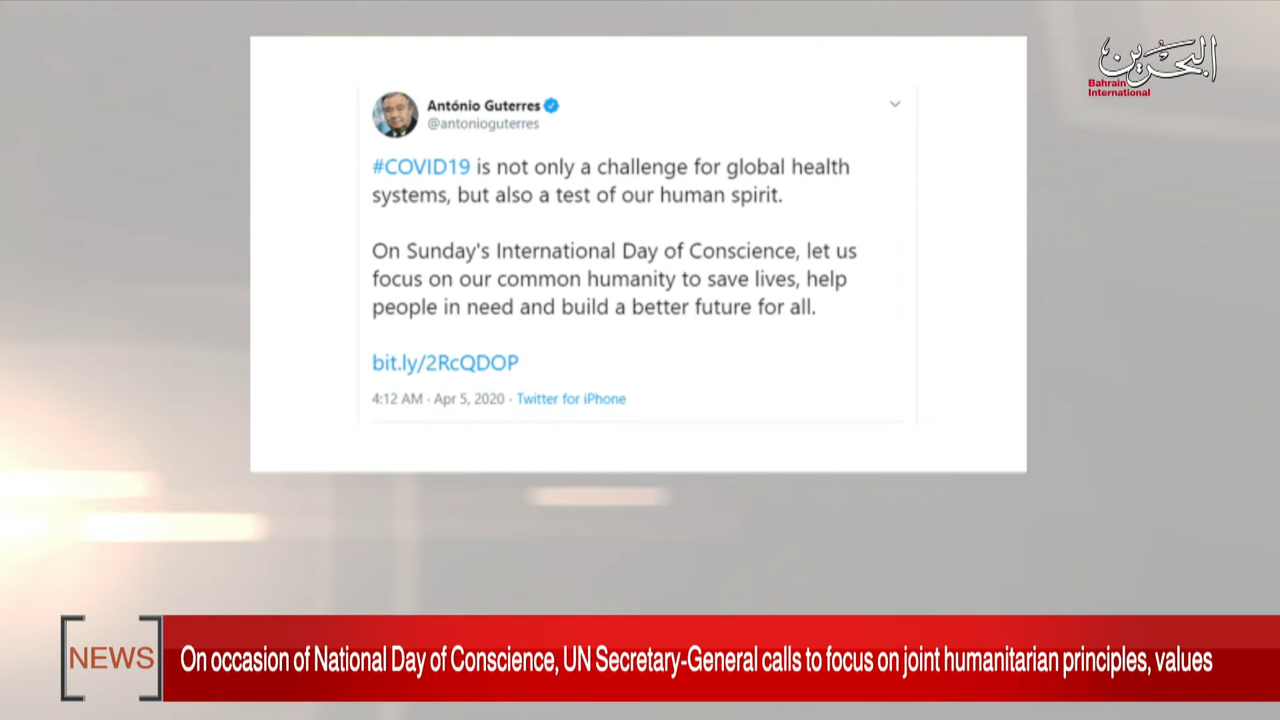 البحرين
Bahrain
International
António Guterres
@antonioguterres
#COVID19 is not only a challenge for global health
systems, but also a test of our human spirit.
On Sunday's International Day of Conscience, let us
focus on our common humanity to save lives, help
people in need and build a better future for all.
bit.ly/2RcQDOP
4:12 AM · Apr 5, 2020 · Twitter for iPhone
NEWS
On occasion of National Day of Conscience, UN Secretary-General calls to focus on joint humanitarian principles, values